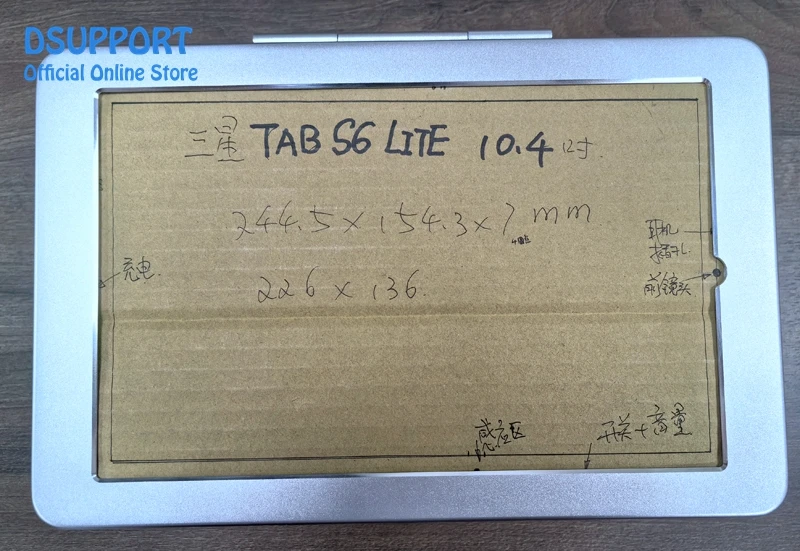 DSUPPORT
Official Online Store
三星 TAB S6 LITE 10.4吋.
244.5 × 154.3 × 7 mm
226 × 136.
充电
耳机
插孔
前镜头
感应区
开关+音量